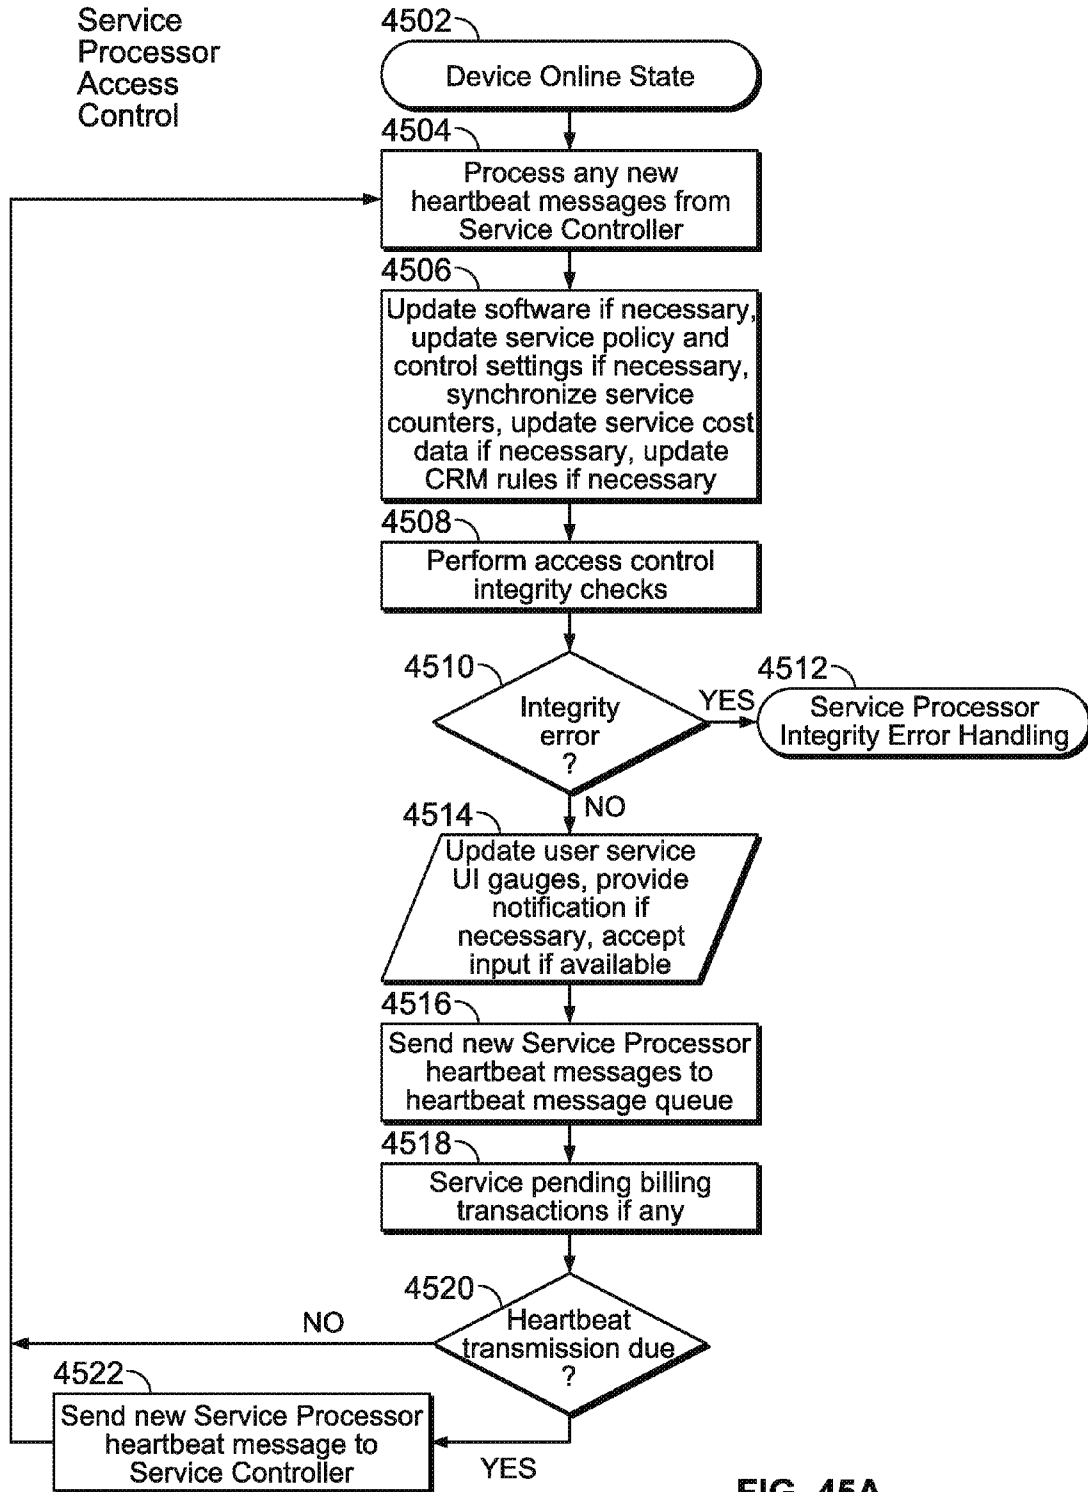 Service
Processor
Access
Control
4502
Device Online State
4504
Process any new
heartbeat messages from
Service Controller
4506
Update software if necessary,
update service policy and
control settings if necessary,
synchronize service
counters, update service cost
data if necessary, update
CRM rules if necessary
4508
Perform access control
integrity checks
4510
Integrity
error
?
YES
4512
Service Processor
Integrity Error Handling
NO
4514
Update user service
UI gauges, provide
notification if
necessary, accept
input if available
4516
Send new Service Processor
heartbeat messages to
heartbeat message queue
4518
Service pending billing
transactions if any
4520
Heartbeat
transmission due
?
NO
4522
Send new Service Processor
heartbeat message to
Service Controller
YES
FIG. 45A